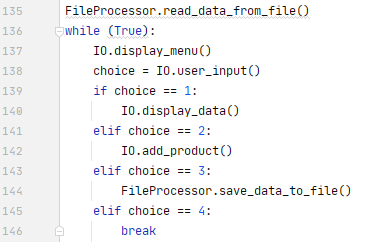 135 FileProcessor.read_data_from_file()
136 while (True):
137     IO.display_menu()
138     choice = IO.user_input()
139     if choice == 1:
140         IO.display_data()
141     elif choice == 2:
142         IO.add_product()
143     elif choice == 3:
144         FileProcessor.save_data_to_file()
145     elif choice == 4:
146         break